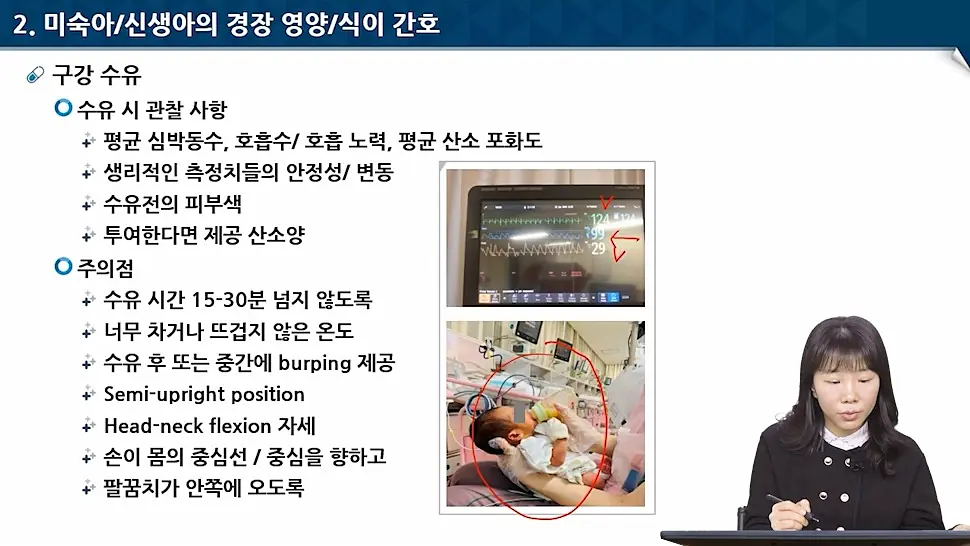 2. 미숙아/신생아의 경장 영양/식이 간호
구강 수유
수유 시 관찰 사항
평균 심박동수, 호흡수/ 호흡 노력, 평균 산소 포화도
생리적인 측정치들의 안정성/ 변동
수유전의 피부색
투여한다면 제공 산소양
주의점
수유 시간 15-30분 넘지 않도록
너무 차거나 뜨겁지 않은 온도
수유 후 또는 중간에 burping 제공
Semi-upright position
Head-neck flexion 자세
손이 몸의 중심선 / 중심을 향하고
팔꿈치가 안쪽에 오도록
124
99
29